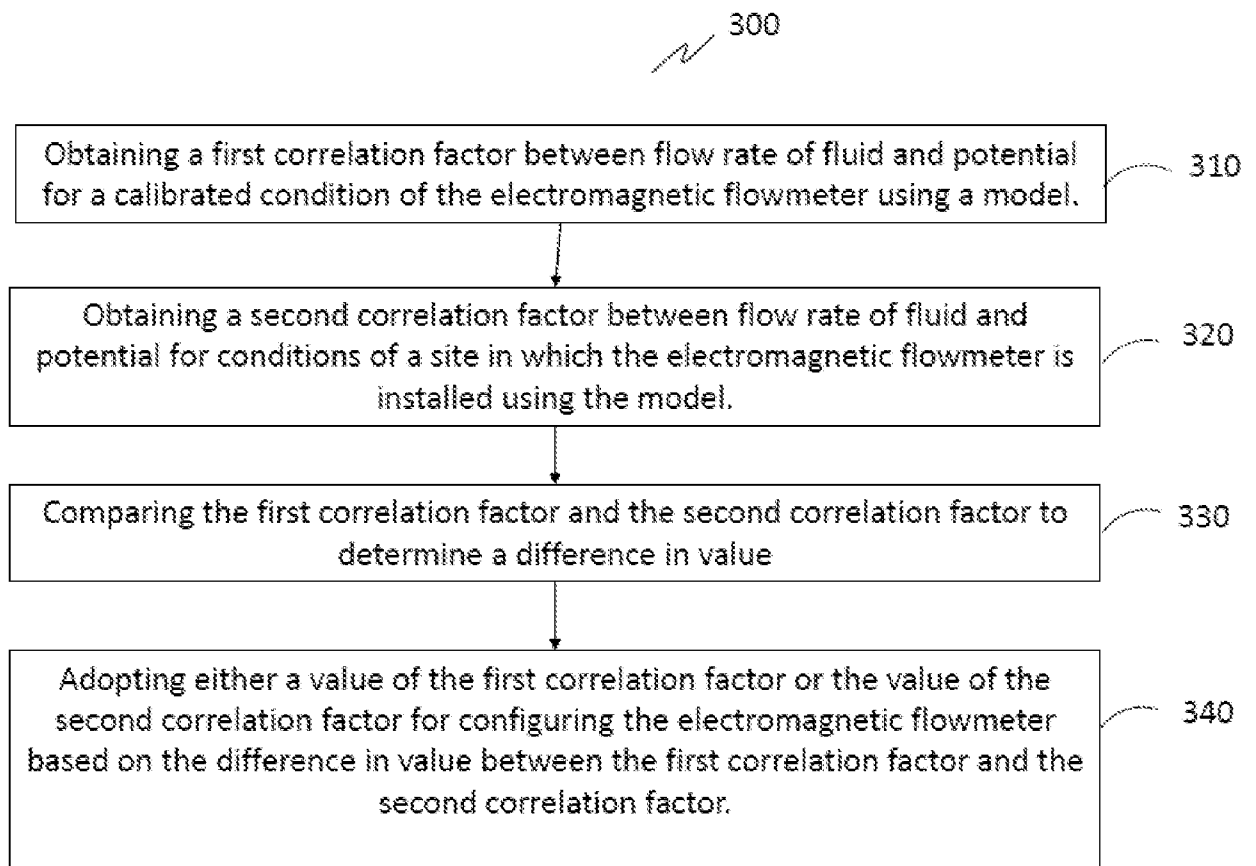 300
Obtaining a first correlation factor between flow rate of fluid and potential
for a calibrated condition of the electromagnetic flowmeter using a model.
310
Obtaining a second correlation factor between flow rate of fluid and
potential for conditions of a site in which the electromagnetic flowmeter is
installed using the model.
320
Comparing the first correlation factor and the second correlation factor to
determine a difference in value
330
Adopting either a value of the first correlation factor or the value of the
second correlation factor for configuring the electromagnetic flowmeter
based on the difference in value between the first correlation factor and the
second correlation factor.
340